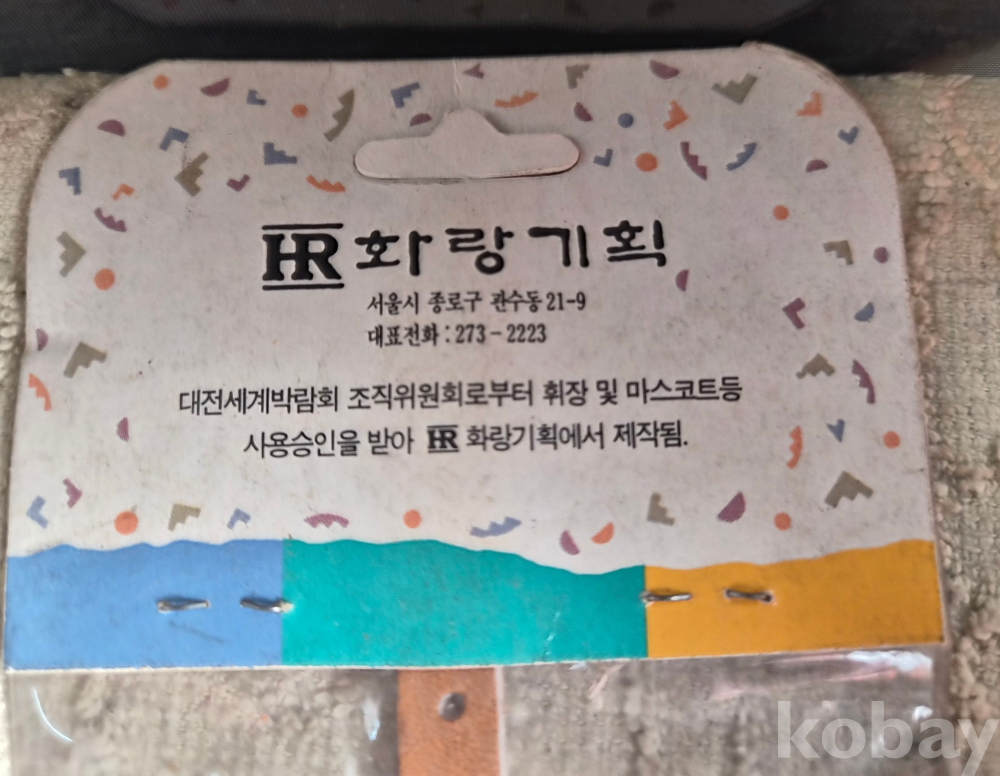 HR 화랑기획
서울시 종로구 관수동 21-9
대표전화 : 273-2223
대전세계박람회 조직위원회로부터 휘장 및 마스코트등
사용승인을 받아 HR 화랑기획에서 제작됨.
kobay